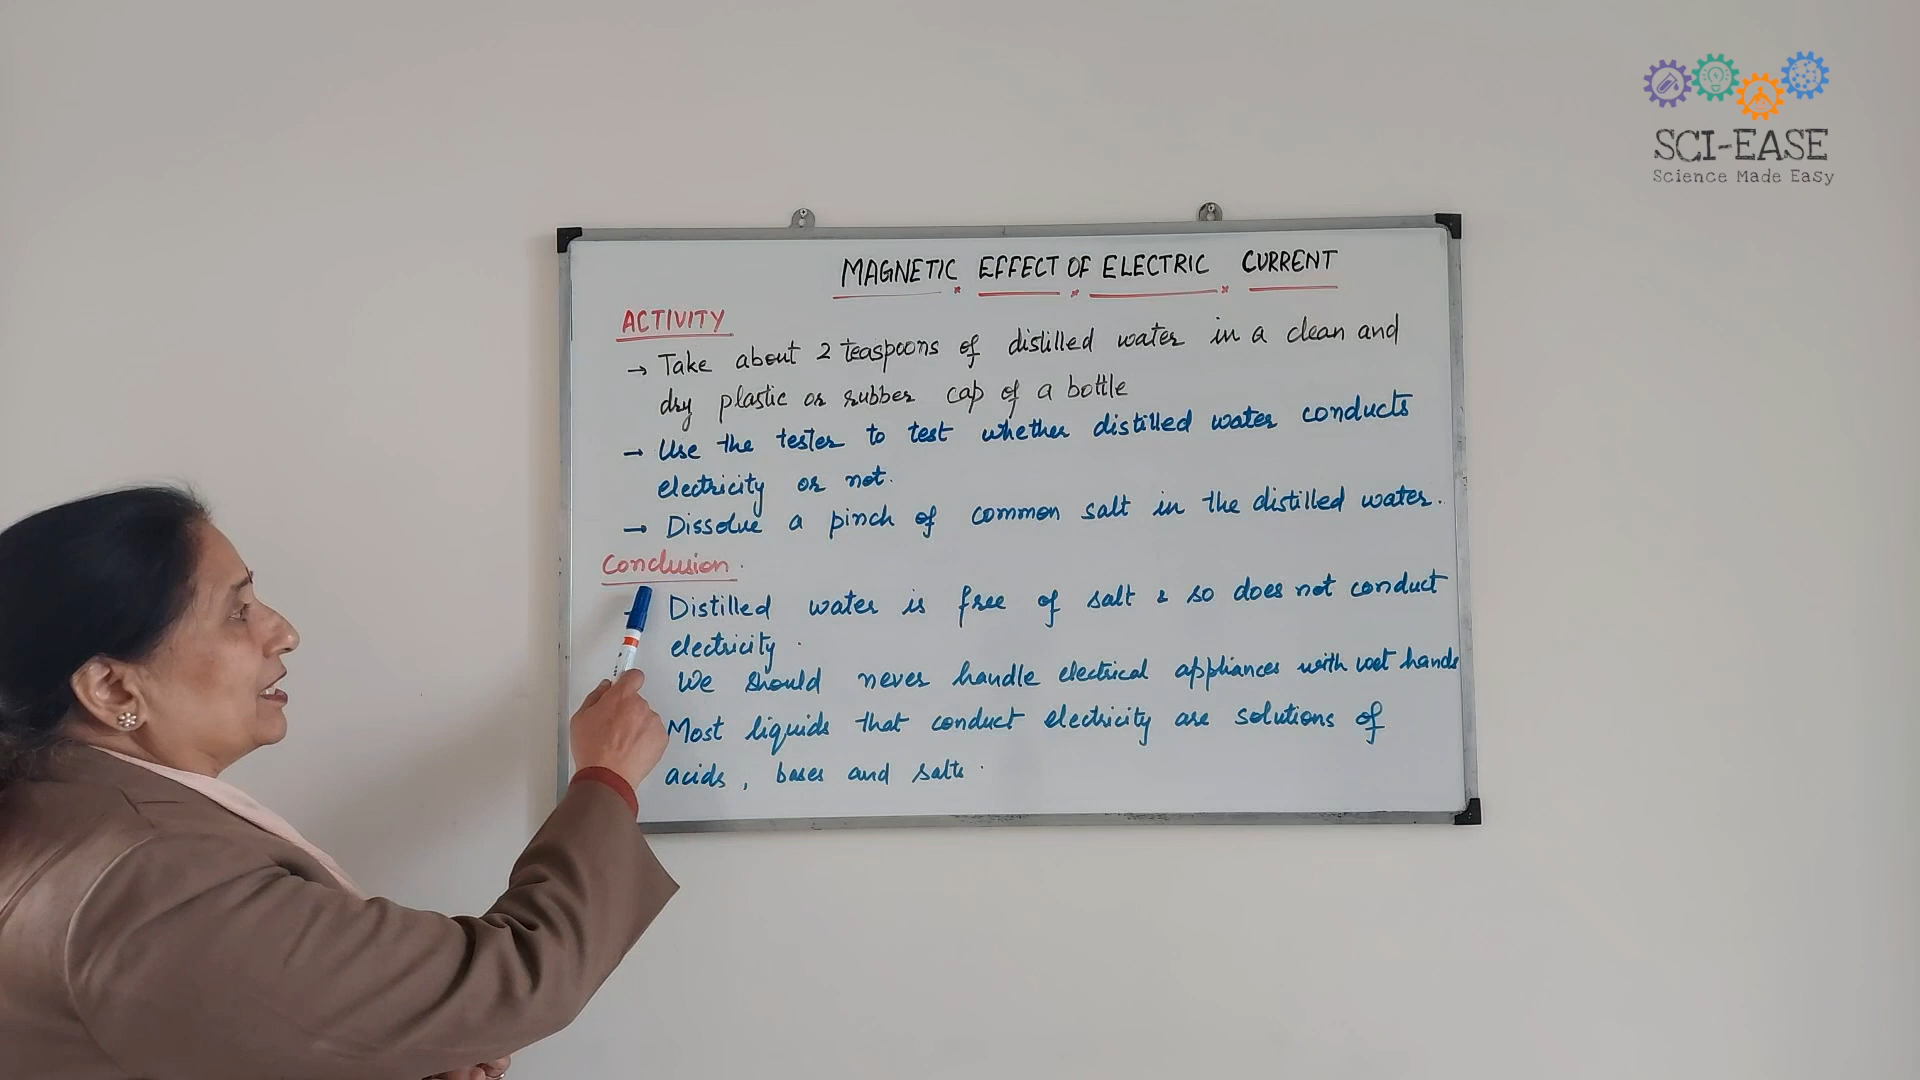 SCI-EASE
Science Made Easy
MAGNETIC EFFECT OF ELECTRIC CURRENT
ACTIVITY
→ Take about 2 teaspoons of distilled water in a clean and
dry plastic or rubber cap of a bottle
→ Use the tester to test whether distilled water conducts
electricity or not.
→ Dissolve a pinch of common salt in the distilled water.
Conclusion.
Distilled water is free of salt & so does not conduct
electricity.
We should never handle electrical appliances with wet hands
Most liquids that conduct electricity are solutions of
acids, bases and salts.